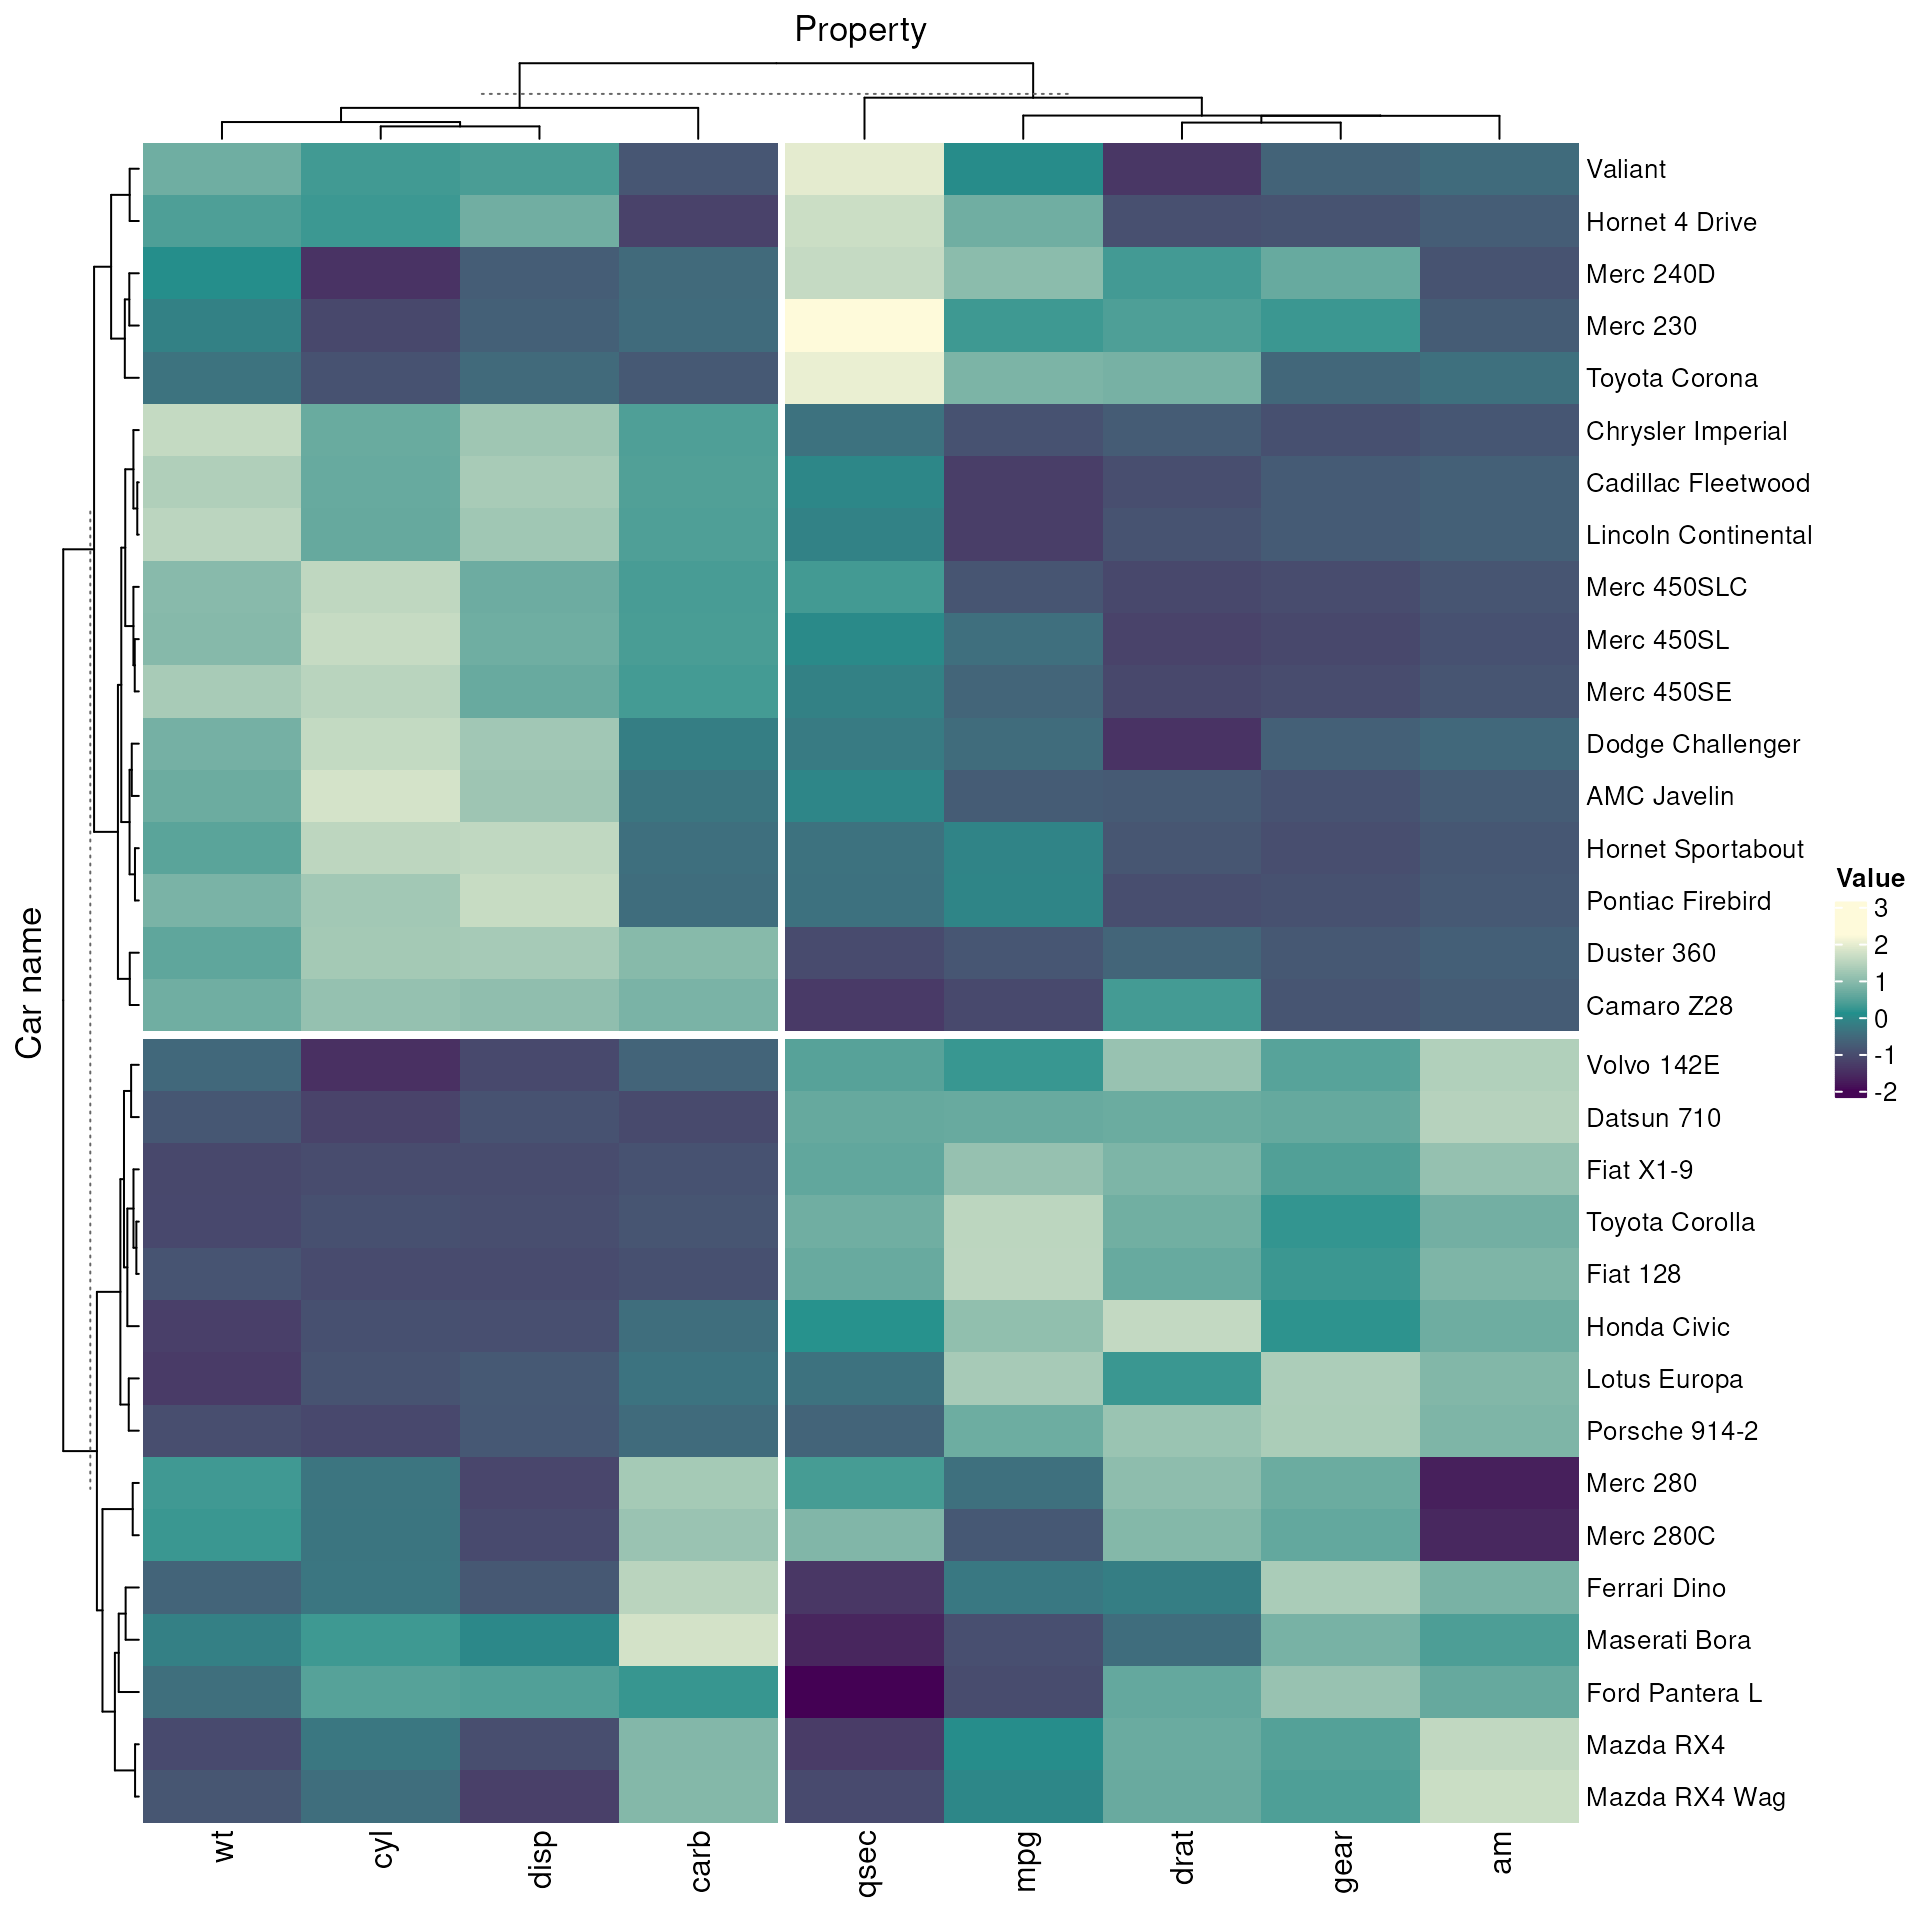 Property
Valiant
Hornet 4 Drive
Merc 240D
Merc 230
Toyota Corona
Chrysler Imperial
Cadillac Fleetwood
Lincoln Continental
Merc 450SLC
Merc 450SL
Merc 450SE
Dodge Challenger
AMC Javelin
Hornet Sportabout
Pontiac Firebird
Duster 360
Camaro Z28
Volvo 142E
Datsun 710
Fiat X1-9
Toyota Corolla
Fiat 128
Honda Civic
Lotus Europa
Porsche 914-2
Merc 280
Merc 280C
Ferrari Dino
Maserati Bora
Ford Pantera L
Mazda RX4
Mazda RX4 Wag
Car name
wt
cyl
disp
carb
qsec
mpg
drat
gear
am
Value
3
2
1
0
-1
-2